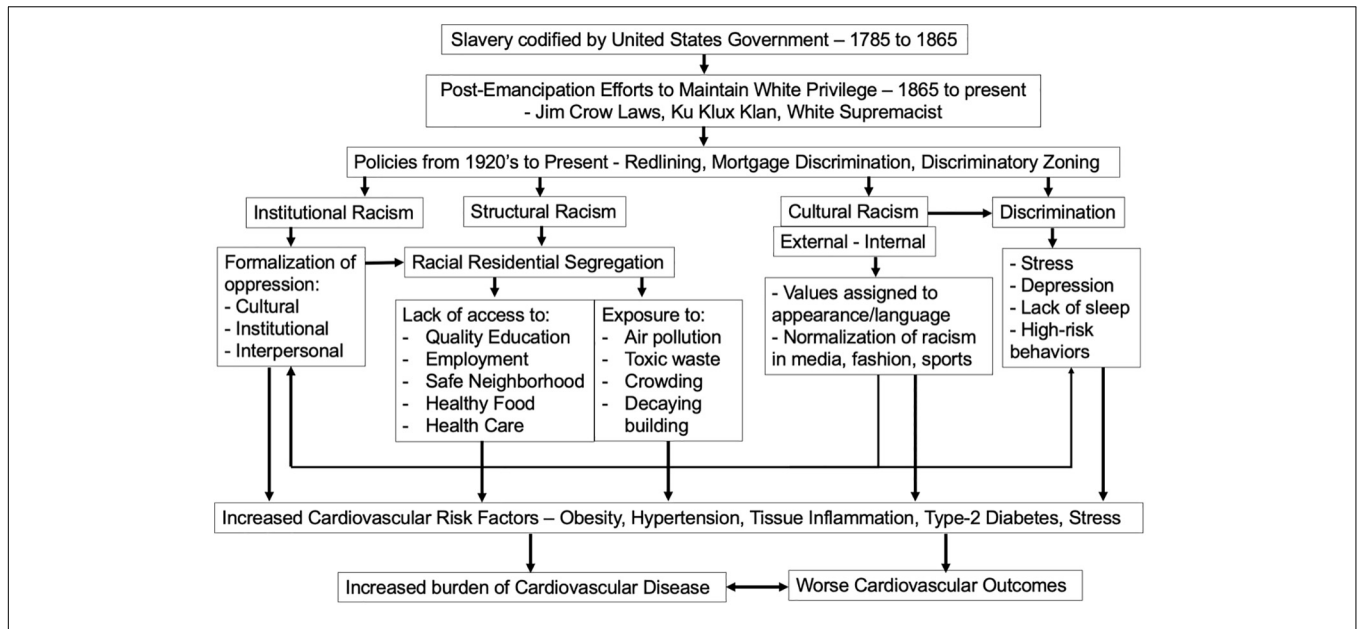 Slavery codified by United States Government – 1785 to 1865
Post-Emancipation Efforts to Maintain White Privilege – 1865 to present
- Jim Crow Laws, Ku Klux Klan, White Supremacist
Policies from 1920's to Present - Redlining, Mortgage Discrimination, Discriminatory Zoning
Institutional Racism
Structural Racism
Cultural Racism
Discrimination
External - Internal
Formalization of
oppression:
- Cultural
- Institutional
- Interpersonal
Racial Residential Segregation
Lack of access to:
- Quality Education
- Employment
- Safe Neighborhood
- Healthy Food
- Health Care
Exposure to:
- Air pollution
- Toxic waste
- Crowding
- Decaying
building
- Values assigned to
appearance/language
- Normalization of racism
in media, fashion, sports
- Stress
- Depression
- Lack of sleep
- High-risk
behaviors
Increased Cardiovascular Risk Factors – Obesity, Hypertension, Tissue Inflammation, Type-2 Diabetes, Stress
Increased burden of Cardiovascular Disease
Worse Cardiovascular Outcomes